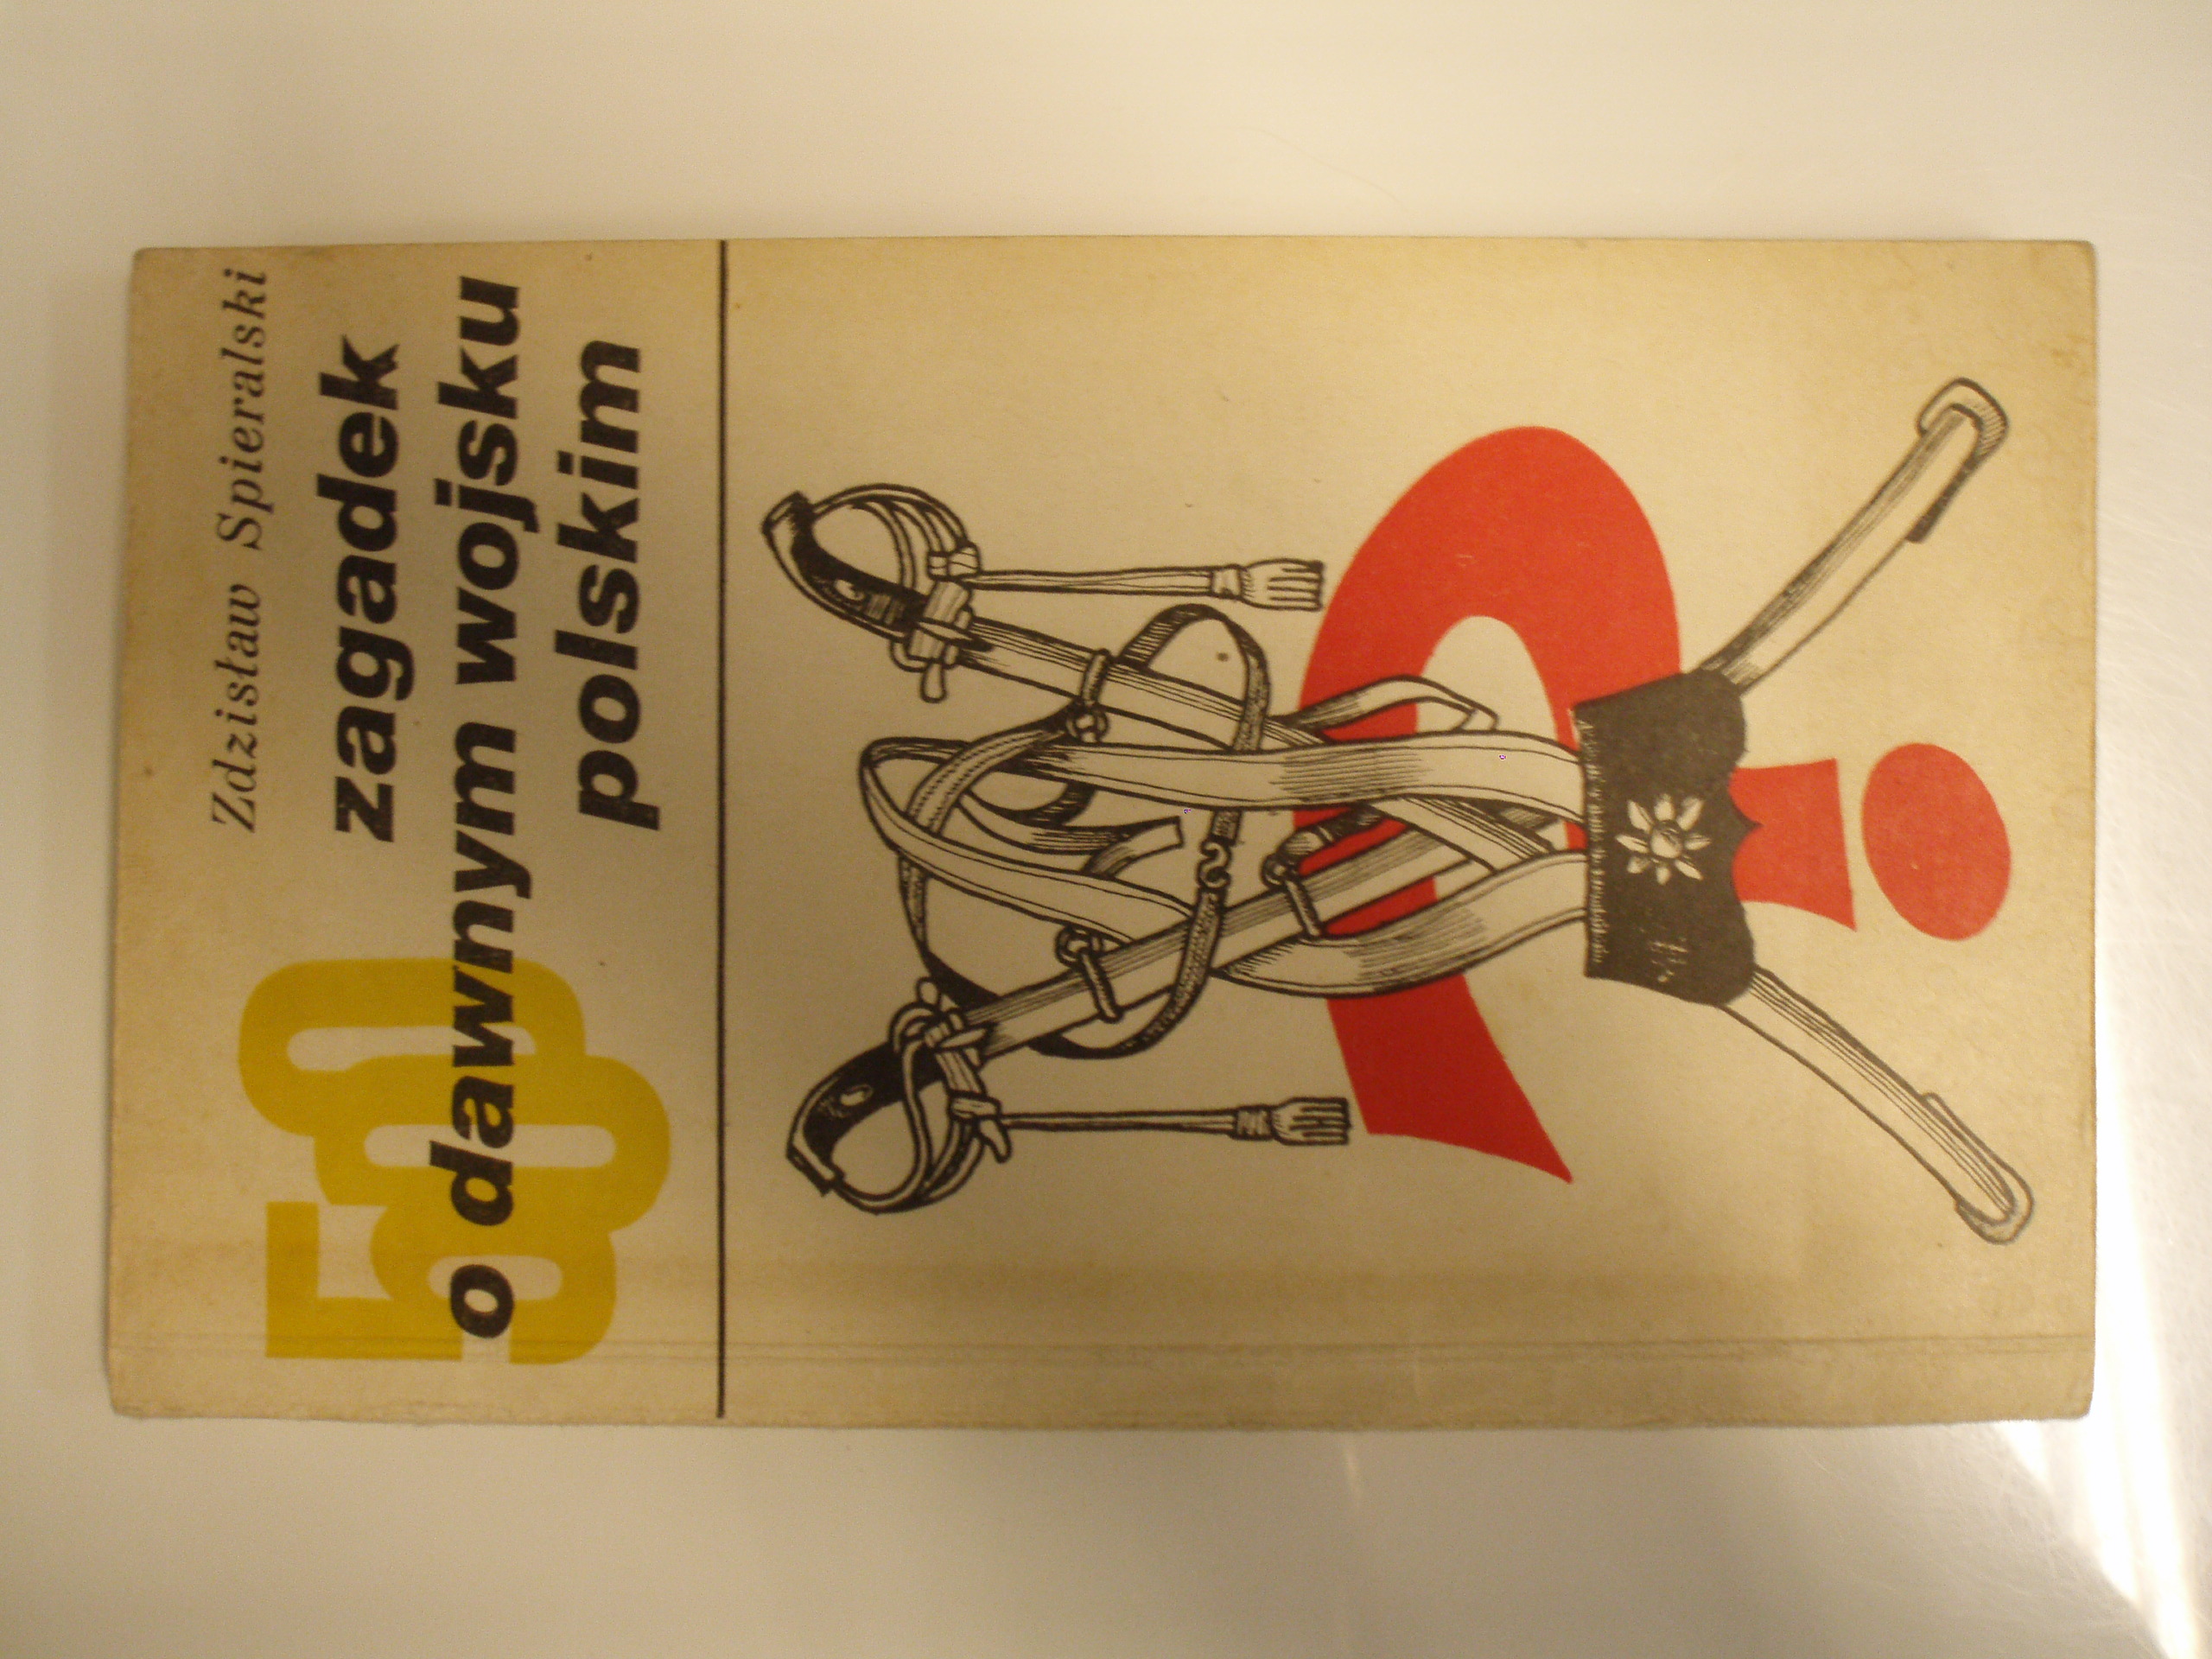 Zdzisław Spieralski
500 zagadek
o dawnym wojsku
polskim